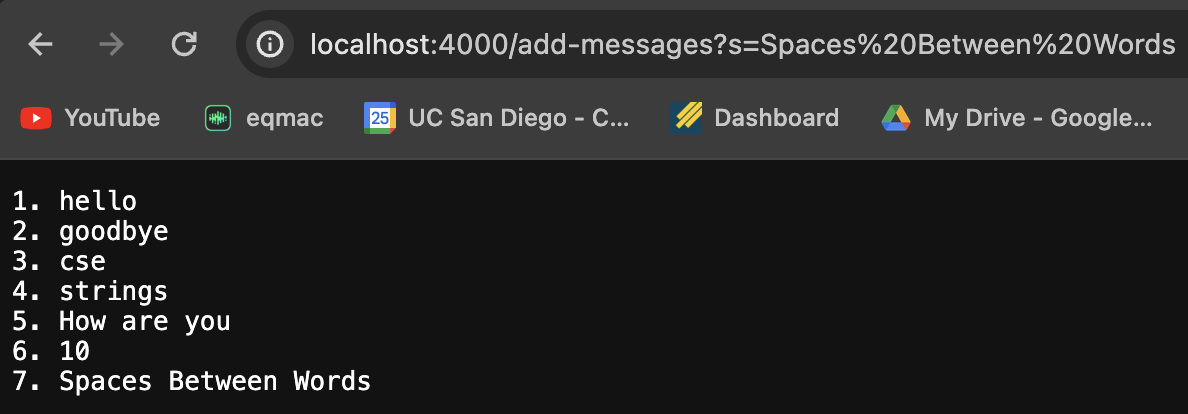 localhost:4000/add-messages?s=Spaces%20Between%20Words
YouTube eqmac 25 UC San Diego - C... Dashboard My Drive - Google...
1. hello
2. goodbye
3. cse
4. strings
5. How are you
6. 10
7. Spaces Between Words